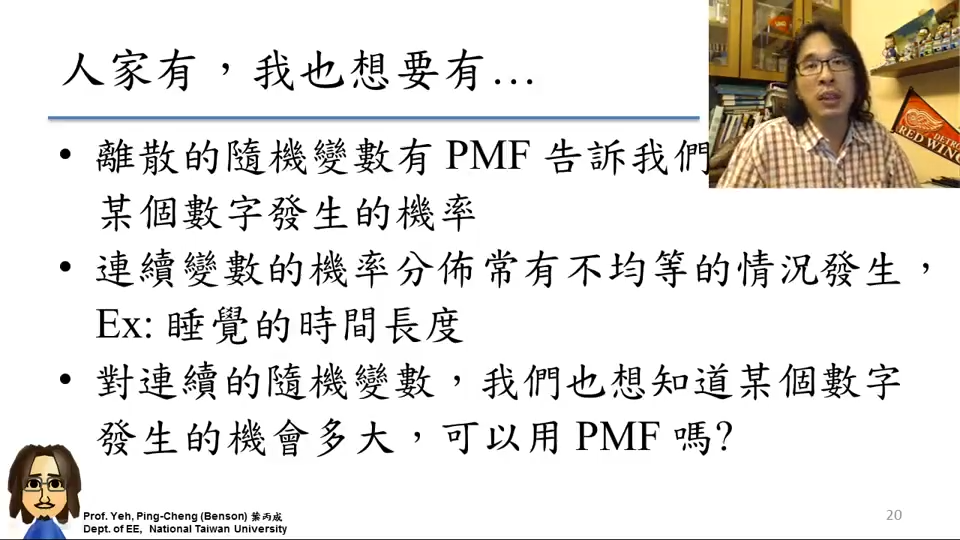 人家有，我也想要有…
• 離散的隨機變數有 PMF 告訴我們
某個數字發生的機率
• 連續變數的機率分佈常有不均等的情況發生，
Ex: 睡覺的時間長度
• 對連續的隨機變數，我們也想知道某個數字
發生的機會多大，可以用 PMF 嗎?
DETROIT
RED WING
Prof. Yeh, Ping-Cheng (Benson) 葉丙成
Dept. of EE, National Taiwan University
20